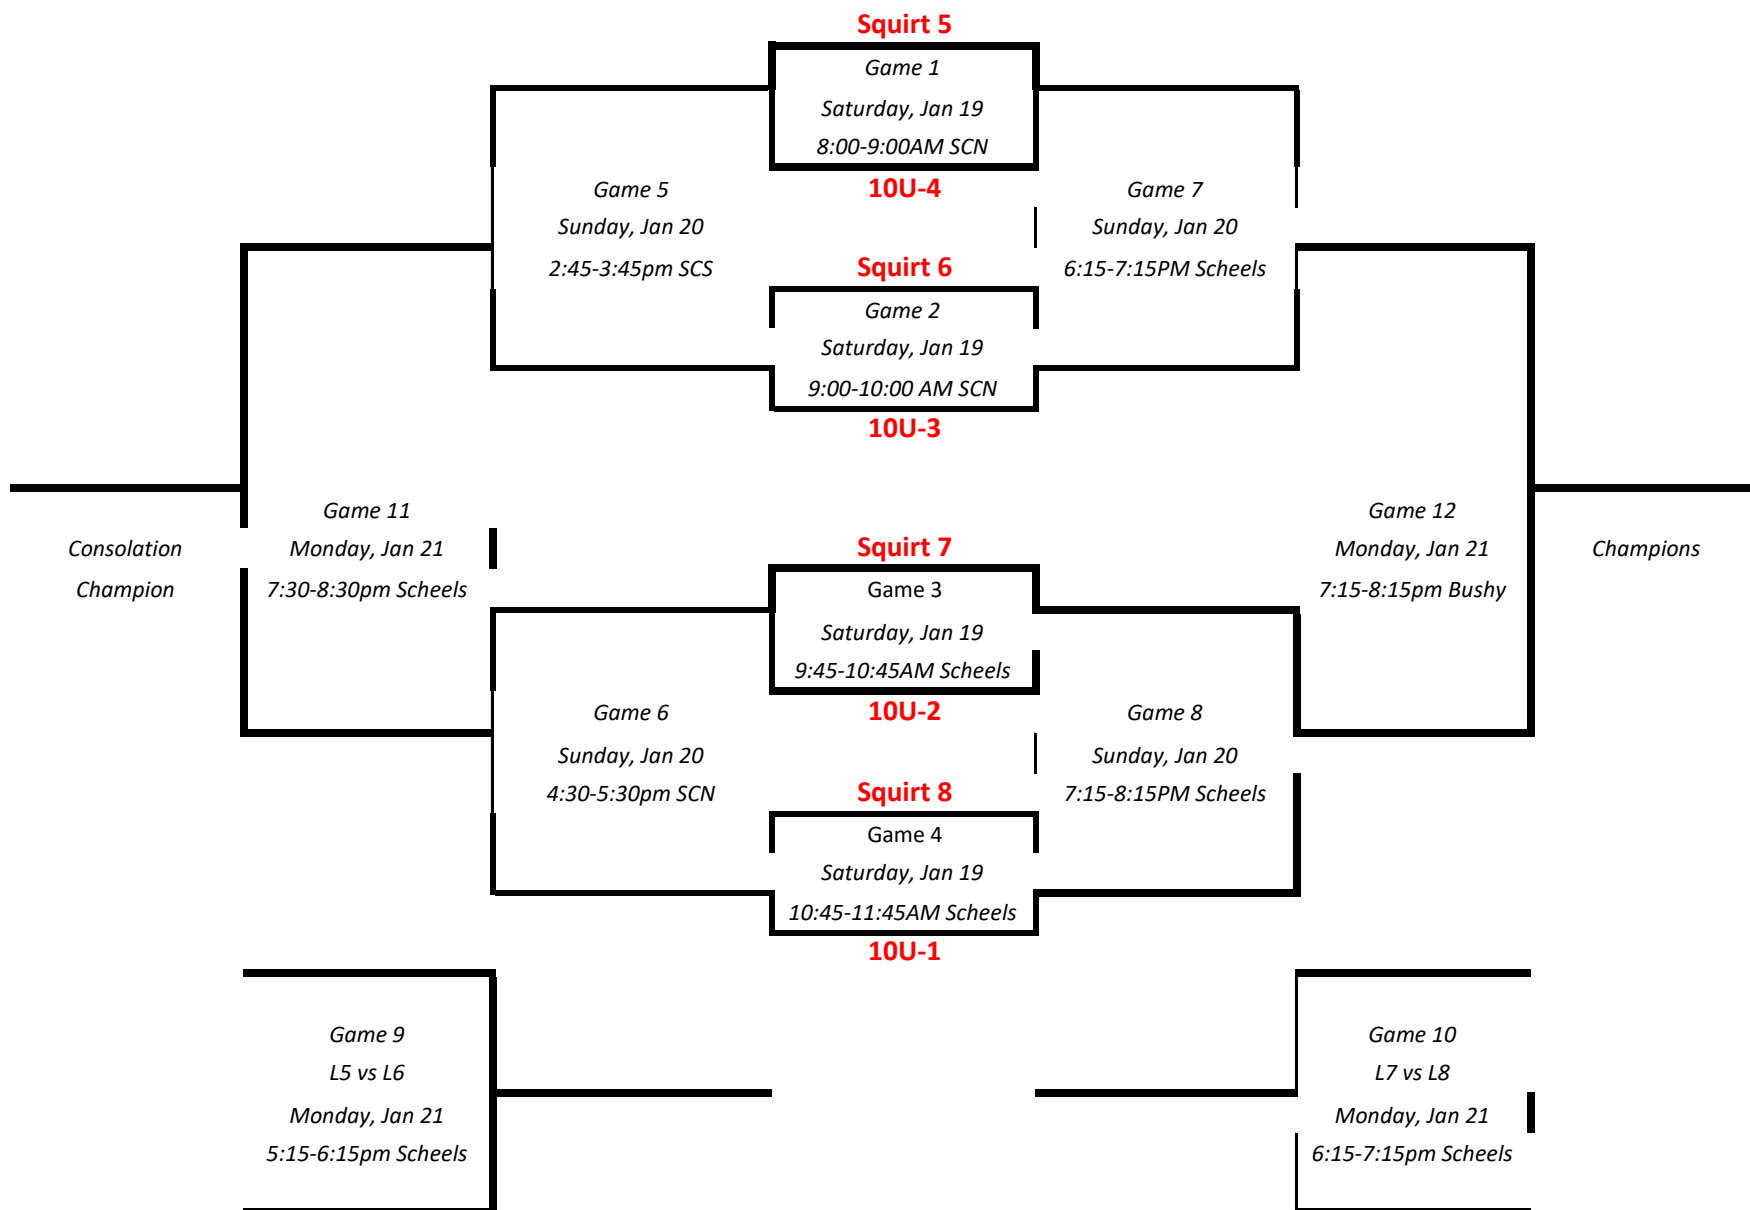 Squirt 5
Game 1
Saturday, Jan 19
8:00-9:00AM SCN
10U-4
Game 5
Sunday, Jan 20
2:45-3:45pm SCS
Game 7
Sunday, Jan 20
6:15-7:15PM Scheels
Squirt 6
Game 2
Saturday, Jan 19
9:00-10:00 AM SCN
10U-3
Consolation
Champion
Game 11
Monday, Jan 21
7:30-8:30pm Scheels
Game 12
Monday, Jan 21
7:15-8:15pm Bushy
Champions
Squirt 7
Game 3
Saturday, Jan 19
9:45-10:45AM Scheels
10U-2
Game 6
Sunday, Jan 20
4:30-5:30pm SCN
Game 8
Sunday, Jan 20
7:15-8:15PM Scheels
Squirt 8
Game 4
Saturday, Jan 19
10:45-11:45AM Scheels
10U-1
Game 9
L5 vs L6
Monday, Jan 21
5:15-6:15pm Scheels
Game 10
L7 vs L8
Monday, Jan 21
6:15-7:15pm Scheels